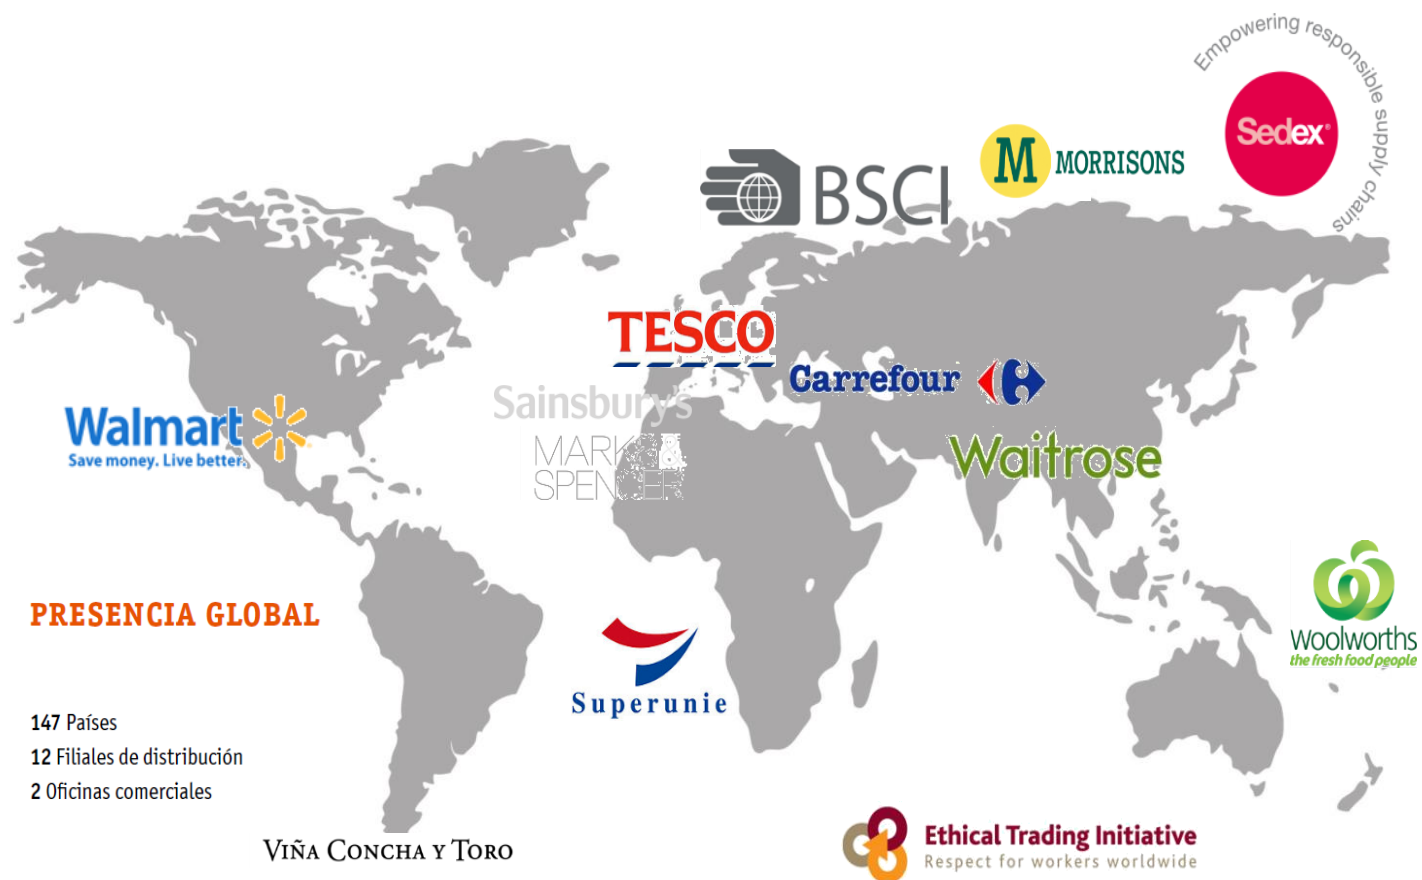 Empowering responsible supply chains
Sedex
M MORRISONS
BSCI
TESCO
Carrefour
Sainsbury's
Walmart
Save money. Live better.
MARKS &
SPENCER
Waitrose
Woolworths
the fresh food people
PRESENCIA GLOBAL
Superunie
147 Países
12 Filiales de distribución
2 Oficinas comerciales
VIÑA CONCHA Y TORO
Ethical Trading Initiative
Respect for workers worldwide